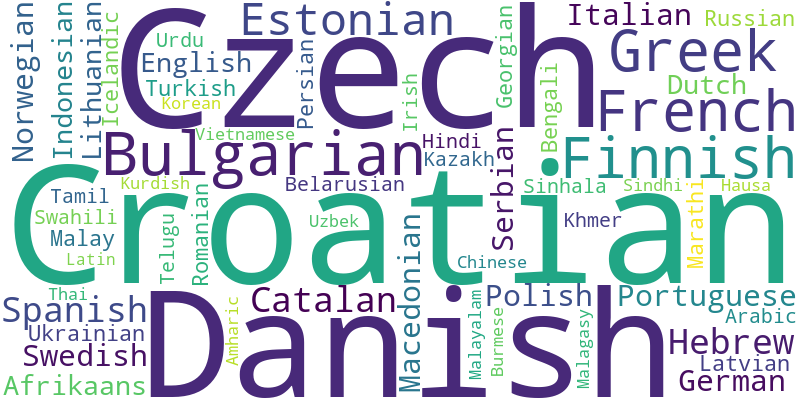 Norwegian
Indonesian
Lithuanian
Icelandic
Urdu
English
Turkish
Korean
Czech
Estonian
Persian
Irish
Georgian
Bengali
Italian
Russian
Greek
Dutch
French
Vietnamese
Bulgarian
Hindi
Kazakh
Serbian
Finnish
Kurdish
Belarusian
Sinhala
Sindhi
Hausa
Tamil
Swahili
Malay
Latin
Telugu
Romanian
Croatian
Uzbek
Macedonian
Khmer
Marathi
Chinese
Thai
Spanish
Ukrainian
Swedish
Afrikaans
Amharic
Danish
Catalan
Malayalam
Burmese
Polish
Malagasy
Portuguese
Arabic
Hebrew
Latvian
German